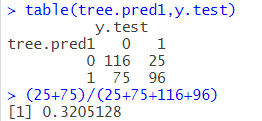 > table(tree.pred1,y.test)
y.test
tree.pred1 0 1
0 116 25
1 75 96
> (25+75)/(25+75+116+96)
[1] 0.3205128